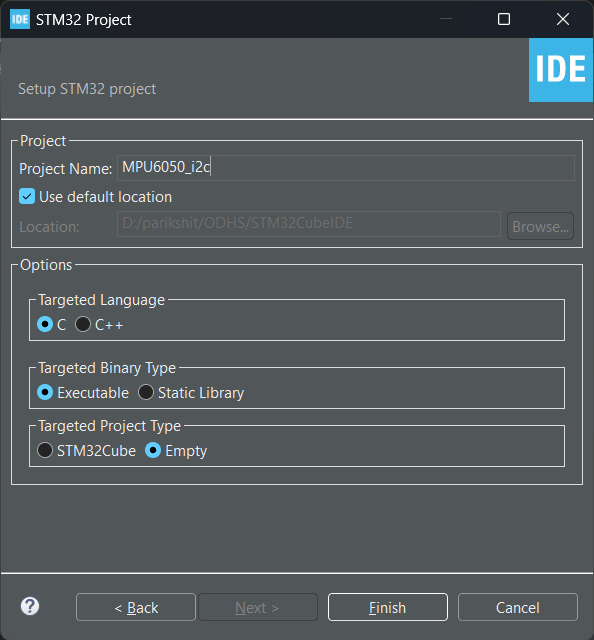 IDE STM32 Project
Setup STM32 project
IDE
Project
Project Name: MPU6050_i2c
Use default location
Location: D:/parikshit/ODHS/STM32CubeIDE Browse...
Options
Targeted Language
C C++
Targeted Binary Type
Executable Static Library
Targeted Project Type
STM32Cube Empty
? < Back Next > Finish Cancel